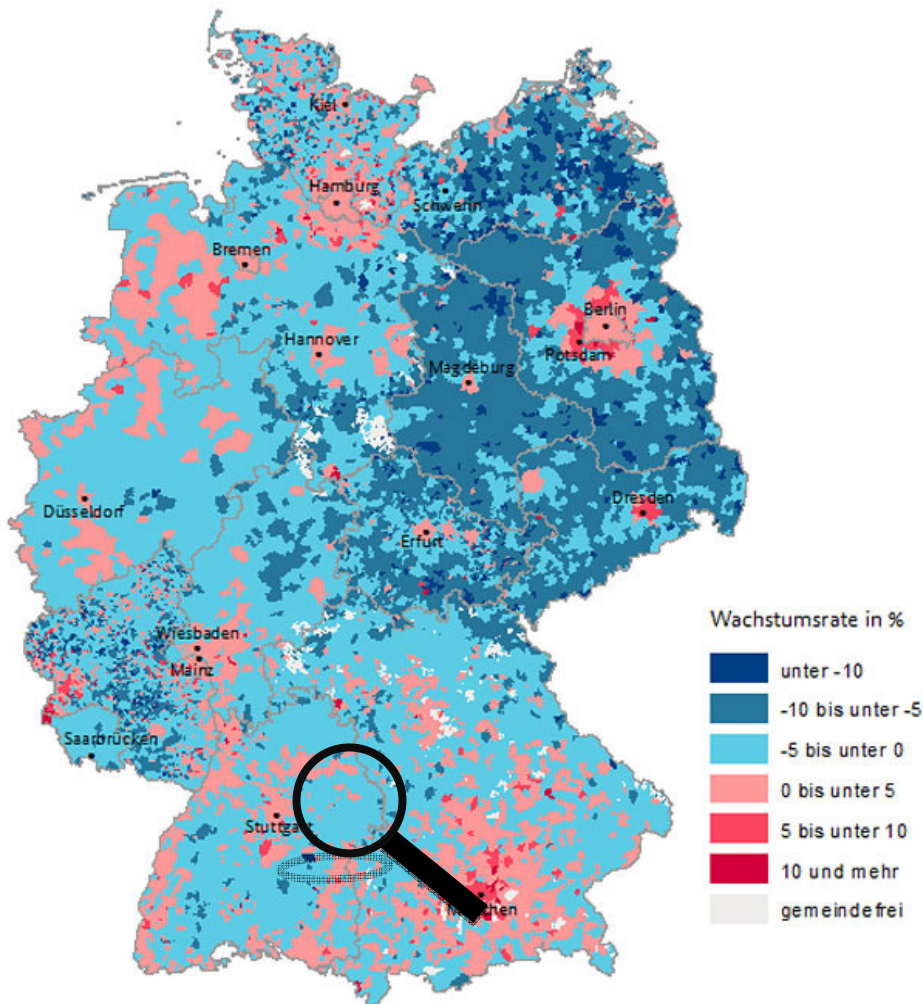 Kiel
Hamburg
Schwerin
Bremen
Berlin
Hannover
Potsdam
Magdeburg
Düsseldorf
Dresden
Erfurt
Wiesbaden
Mainz
Saarbrücken
Stuttgart
Wachstumsrate in %
unter -10
-10 bis unter -5
-5 bis unter 0
0 bis unter 5
5 bis unter 10
10 und mehr
gemeindefrei